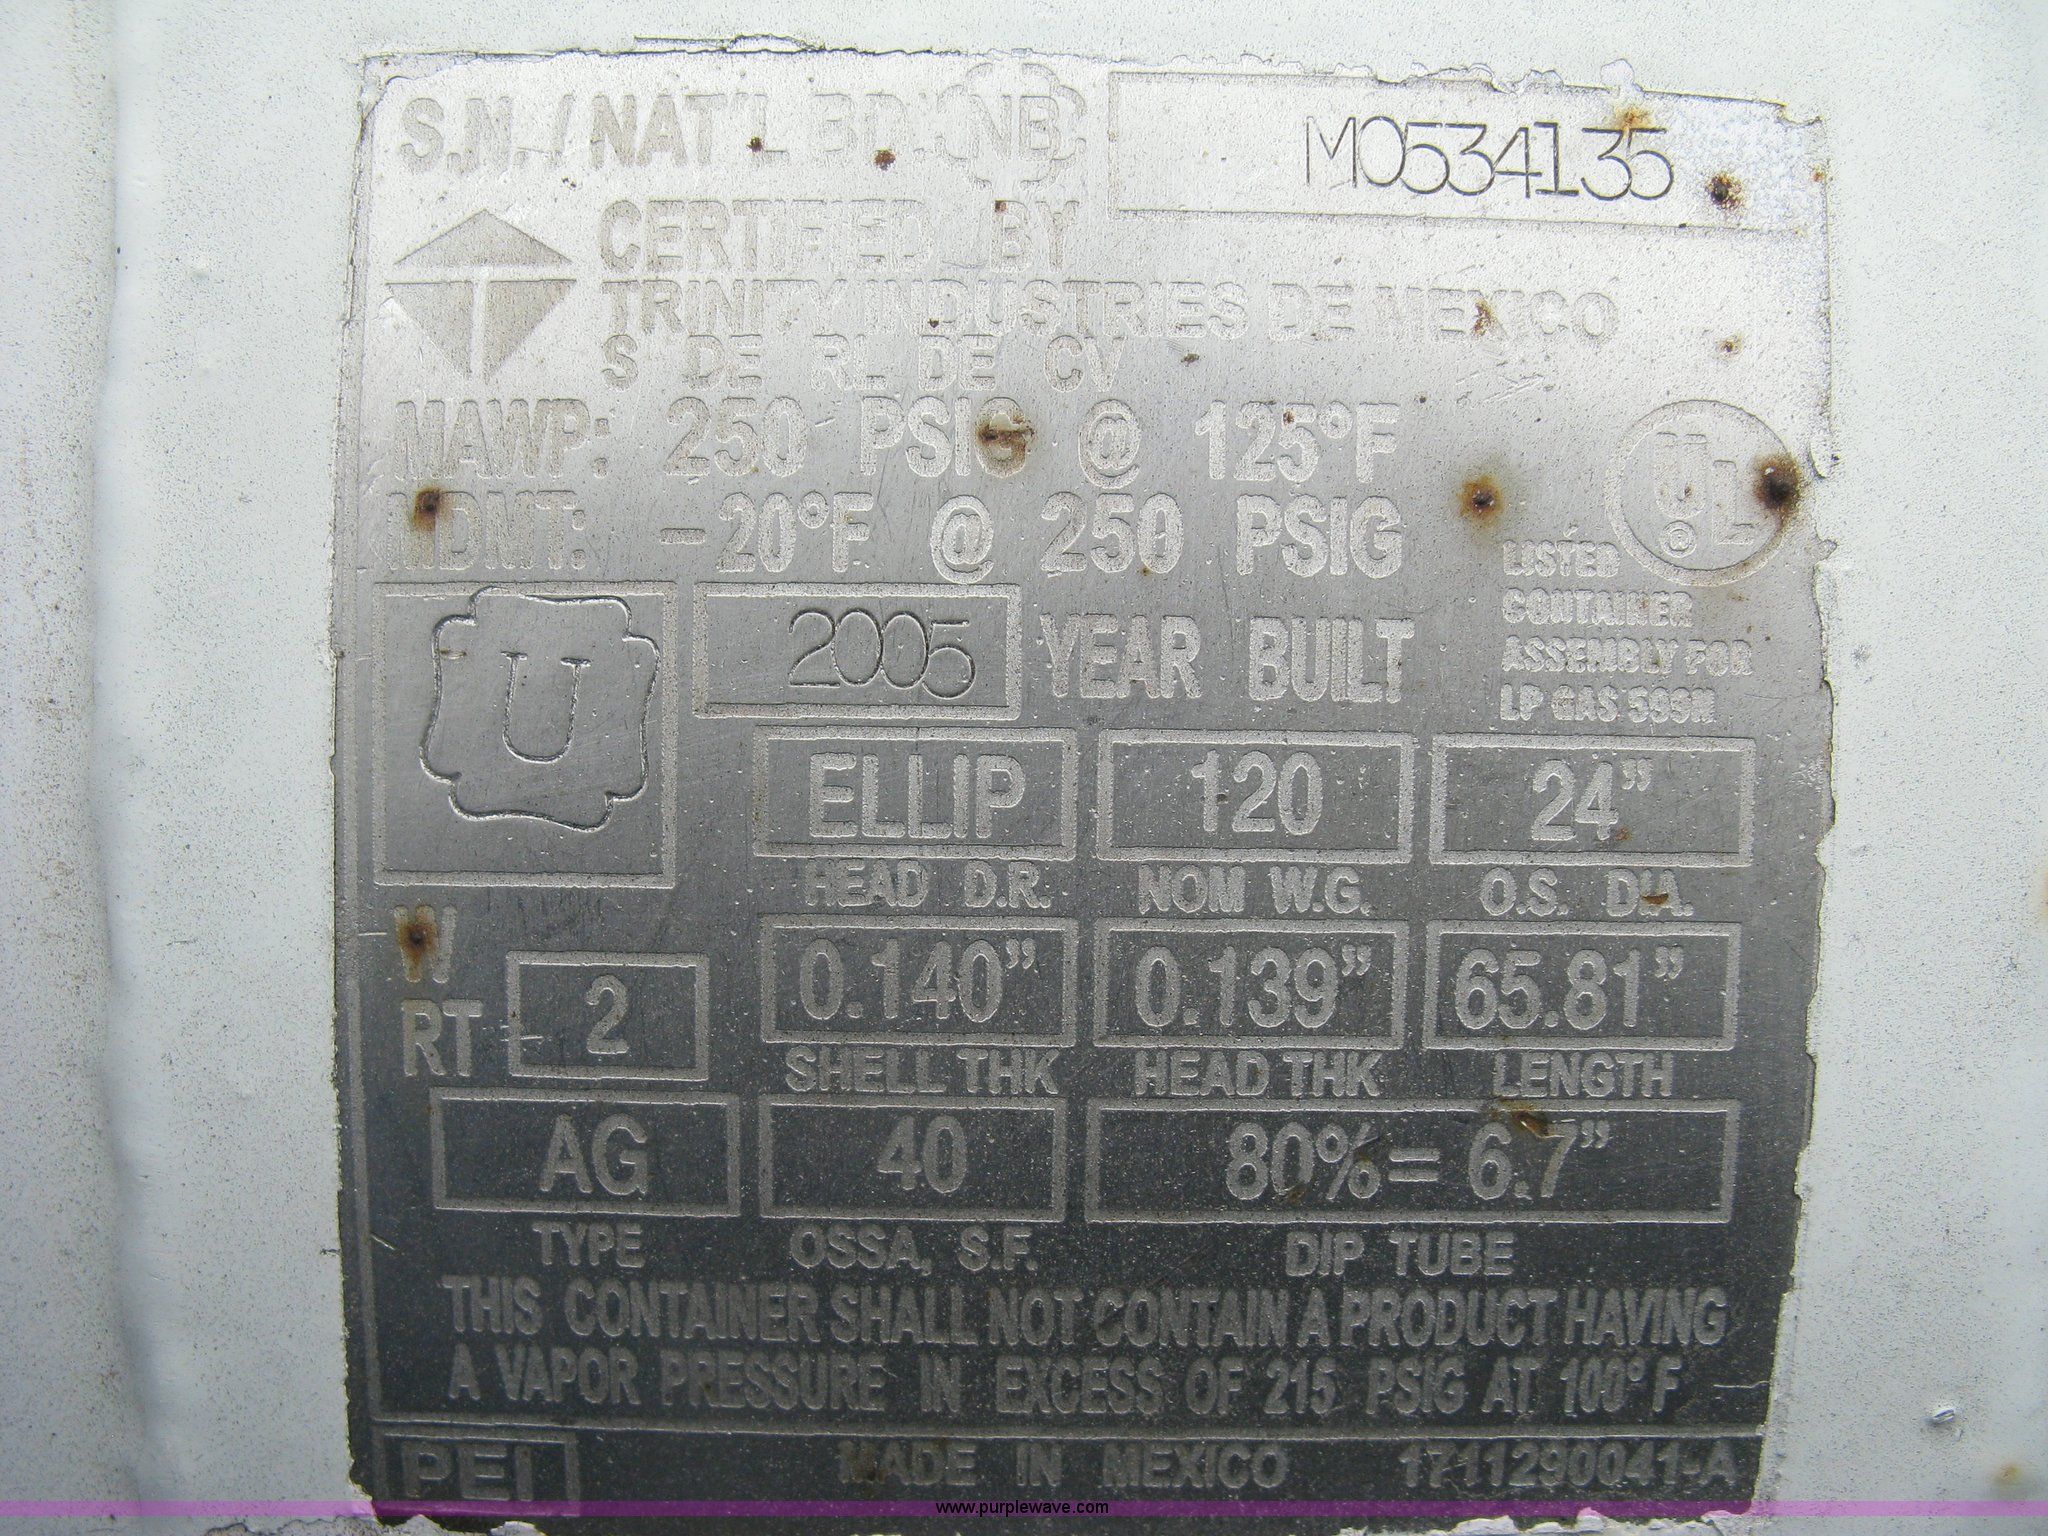 S.N. / NAT'L BD. NB M0534135
CERTIFIED BY
TRINITY INDUSTRIES DE MEXICO
S DE RL DE CV
MAWP: 250 PSIG @ 125°F
MDMT: -20°F @ 250 PSIG
UL
LISTED
CONTAINER
ASSEMBLY FOR
LP GAS 599N
U
2005 YEAR BUILT
ELLIP 120 24"
HEAD D.R. NOM W.G. O.S. DIA.
W
RT 2
0.140" 0.139" 65.81"
SHELL THK HEAD THK LENGTH
AG 40 80% = 6.7"
TYPE OSSA, S.F. DIP TUBE
THIS CONTAINER SHALL NOT CONTAIN A PRODUCT HAVING
A VAPOR PRESSURE IN EXCESS OF 215 PSIG AT 100° F
PEI MADE IN MEXICO 1711290041-A
www.purplewave.com